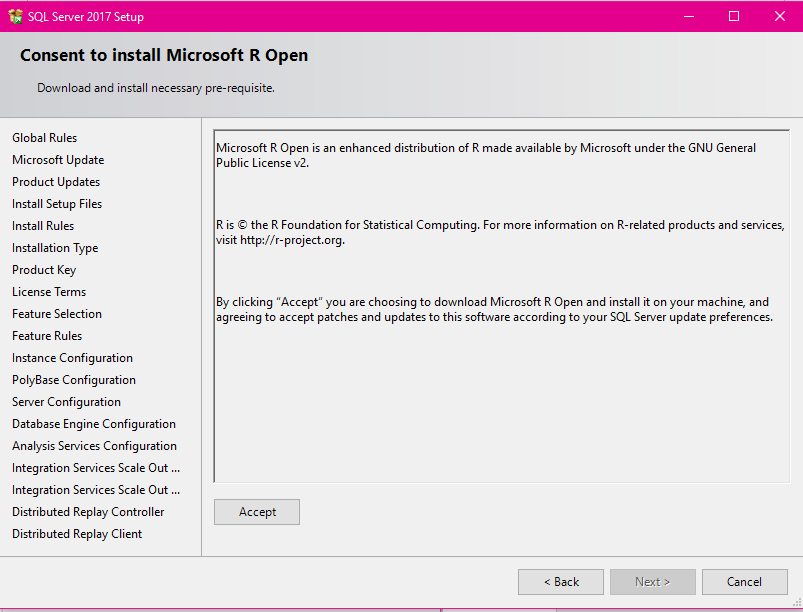 SQL Server 2017 Setup
Consent to install Microsoft R Open
Download and install necessary pre-requisite.
Global Rules
Microsoft Update
Product Updates
Install Setup Files
Install Rules
Installation Type
Product Key
License Terms
Feature Selection
Feature Rules
Instance Configuration
PolyBase Configuration
Server Configuration
Database Engine Configuration
Analysis Services Configuration
Integration Services Scale Out ...
Integration Services Scale Out ...
Distributed Replay Controller
Distributed Replay Client
Microsoft R Open is an enhanced distribution of R made available by Microsoft under the GNU General
Public License v2.
R is © the R Foundation for Statistical Computing. For more information on R-related products and services,
visit http://r-project.org.
By clicking “Accept” you are choosing to download Microsoft R Open and install it on your machine, and
agreeing to accept patches and updates to this software according to your SQL Server update preferences.
Accept
< Back
Next >
Cancel